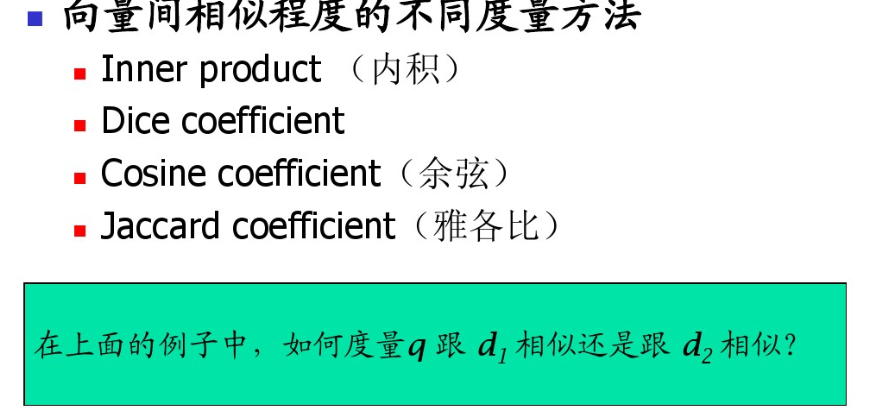 向量间相似程度的不同度量方法
Inner product （内积）
Dice coefficient
Cosine coefficient（余弦）
Jaccard coefficient（雅各比）
在上面的例子中，如何度量q 跟 d₁ 相似还是跟 d₂ 相似?